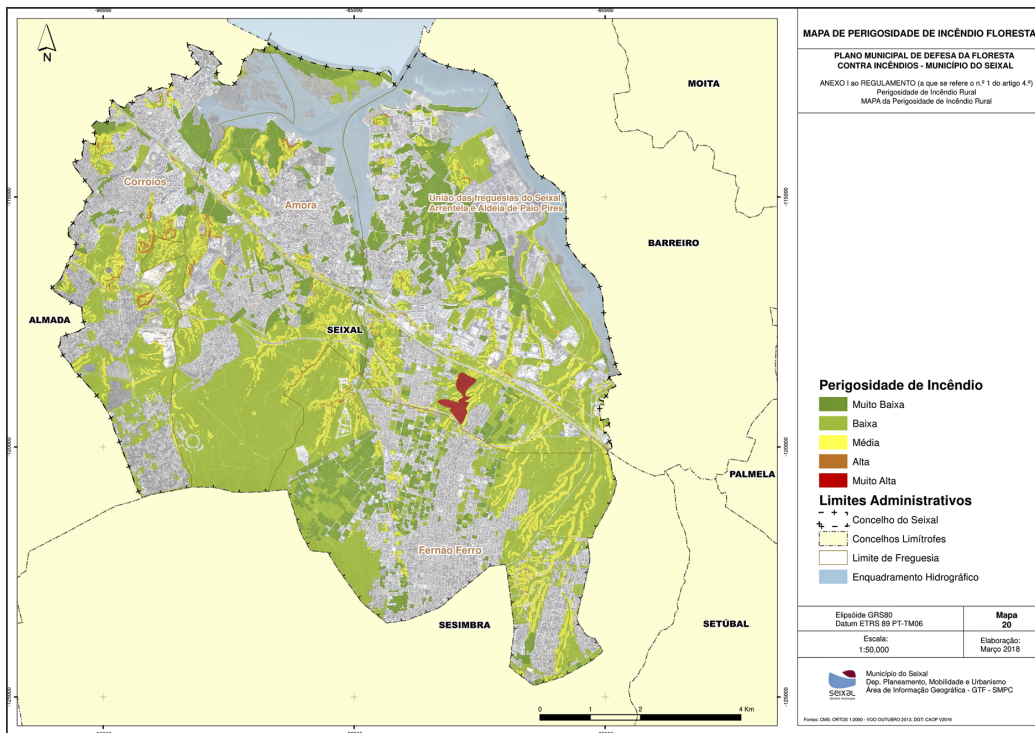 MAPA DE PERIGOSIDADE DE INCÊNDIO FLORESTA
PLANO MUNICIPAL DE DEFESA DA FLORESTA
CONTRA INCÊNDIOS - MUNICÍPIO DO SEIXAL
ANEXO I ao REGULAMENTO (a que se refere o n.º 1 do artigo 4.º)
Perigosidade de Incêndio Rural
MAPA da Perigosidade de Incêndio Rural
-85000
-80000
N
MOITA
-115000
-115000
Corroios
Amora
União das freguesias do Seixal,
Arrentela e Aldeia de Paio Pires
BARREIRO
ALMADA
SEIXAL
-120000
-120000
PALMELA
Fernão Ferro
SESIMBRA
SETÚBAL
-125000
-125000
0 1 2 4 Km
Perigosidade de Incêndio
Muito Baixa
Baixa
Média
Alta
Muito Alta
Limites Administrativos
Concelho do Seixal
Concelhos Limítrofes
Limite de Freguesia
Enquadramento Hidrográfico
Elipsóide GRS80
Datum ETRS 89 PT-TM06
Mapa
20
Escala:
1:50,000
Elaboração:
Março 2018
SEIXAL
Município do Seixal
Dep. Planeamento, Mobilidade e Urbanismo
Área de Informação Geográfica - GTF - SMPC
Fontes: CMS: ORTOS 1:2000 - VOO OUTUBRO 2013, DGT: CAOP V2016